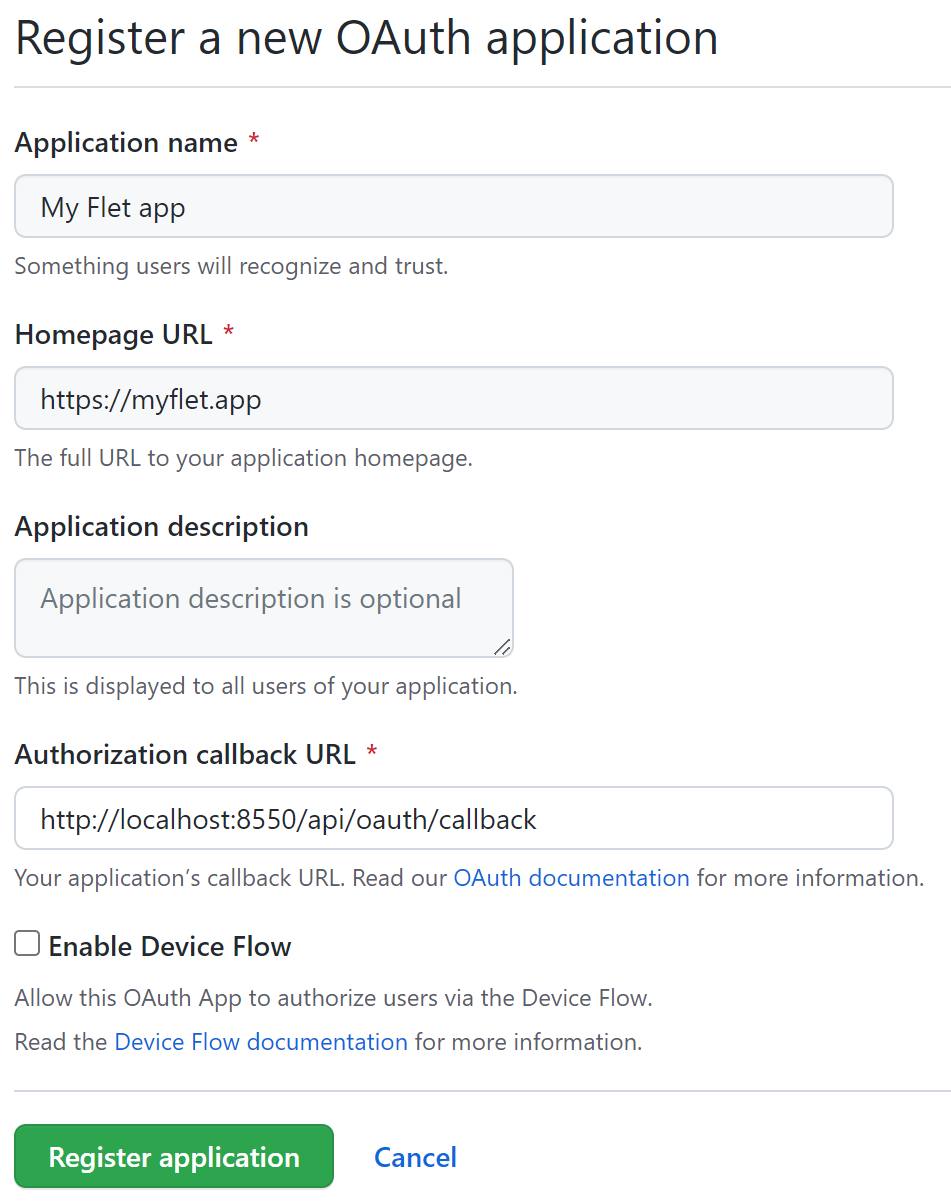 Register a new OAuth application
Application name *
My Flet app
Something users will recognize and trust.
Homepage URL *
https://myflet.app
The full URL to your application homepage.
Application description
Application description is optional
This is displayed to all users of your application.
Authorization callback URL *
http://localhost:8550/api/oauth/callback
Your application’s callback URL. Read our OAuth documentation for more information.
Enable Device Flow
Allow this OAuth App to authorize users via the Device Flow.
Read the Device Flow documentation for more information.
Register application Cancel